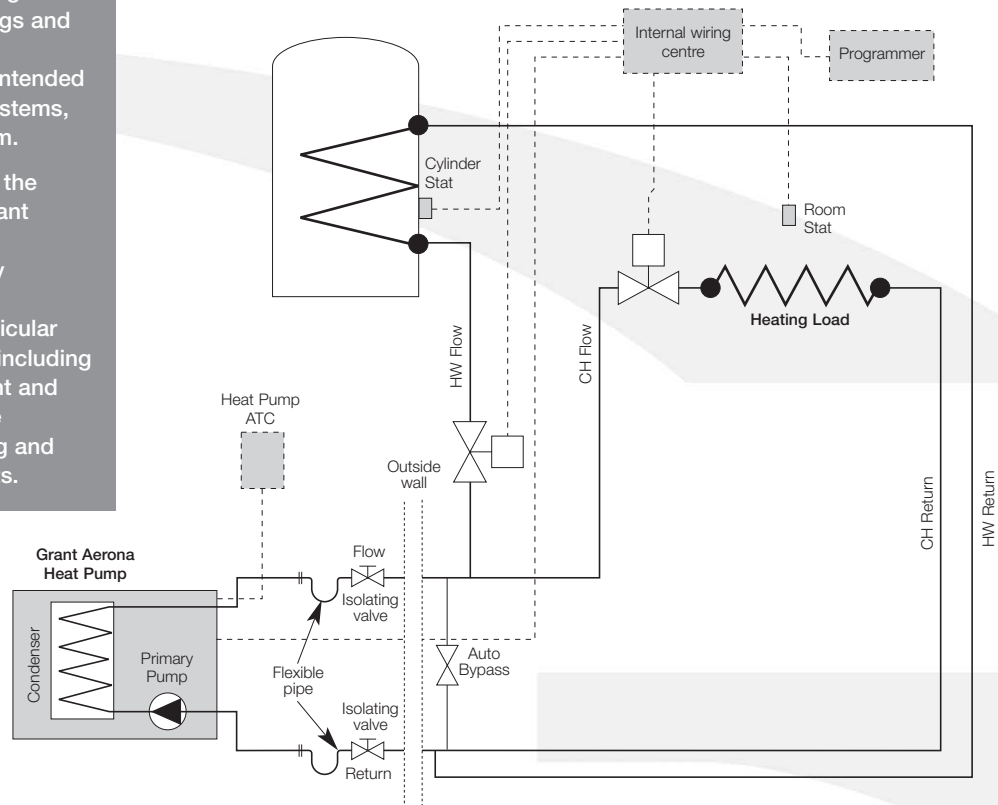 gs and
ntended
stems,
m.
the
ant
y
icular
including
nt and
e
g and
s.
Internal wiring
centre
Programmer
Cylinder
Stat
Room
Stat
Heating Load
HW Flow
CH Flow
Heat Pump
ATC
Outside
wall
CH Return
HW Return
Grant Aerona
Heat Pump
Flow
Isolating
valve
Condenser
Primary
Pump
Flexible
pipe
Auto
Bypass
Isolating
valve
Return